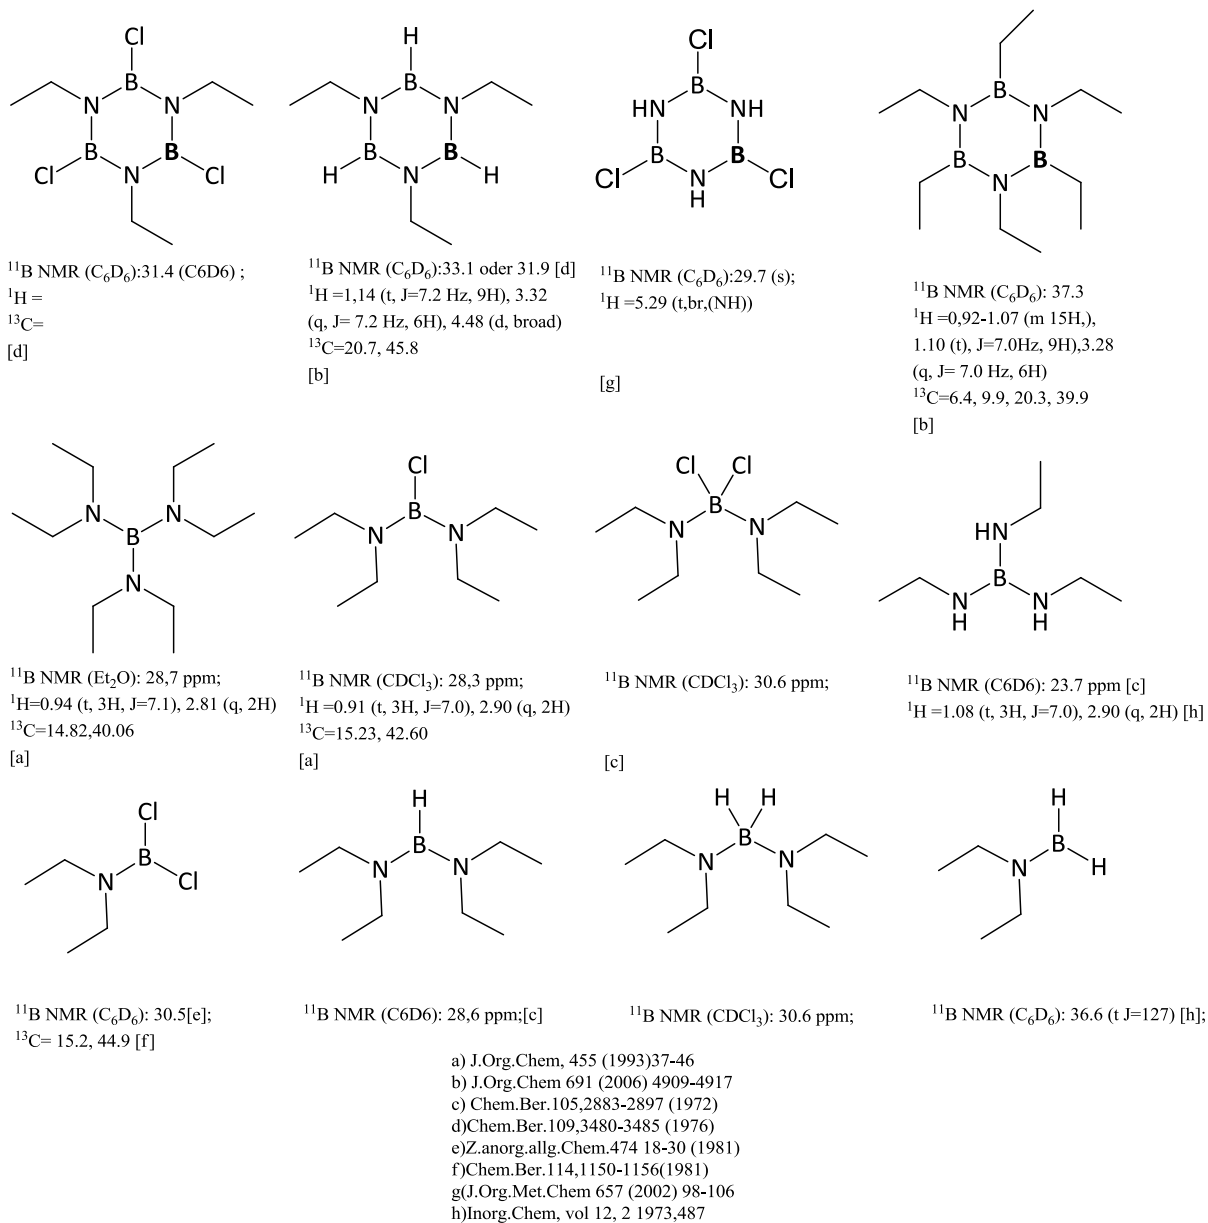 Cl
B
N
N
B
B
Cl
N
Cl
11B NMR (C6D6):31.4 (C6D6) ;
1H =
13C=
[d]
H
B
N
N
B
B
H
N
H
11B NMR (C6D6):33.1 oder 31.9 [d]
1H =1,14 (t, J=7.2 Hz, 9H), 3.32
(q, J= 7.2 Hz, 6H), 4.48 (d, broad)
13C=20.7, 45.8
[b]
Cl
B
HN
NH
B
B
Cl
N
H
Cl
11B NMR (C6D6):29.7 (s);
1H =5.29 (t,br,(NH))
[g]
B
N
N
B
B
N
11B NMR (C6D6): 37.3
1H =0,92-1.07 (m 15H,),
1.10 (t), J=7.0Hz, 9H),3.28
(q, J= 7.0 Hz, 6H)
13C=6.4, 9.9, 20.3, 39.9
[b]
N
N
B
N
11B NMR (Et2O): 28,7 ppm;
1H=0.94 (t, 3H, J=7.1), 2.81 (q, 2H)
13C=14.82,40.06
[a]
Cl
B
N
N
11B NMR (CDCl3): 28,3 ppm;
1H =0.91 (t, 3H, J=7.0), 2.90 (q, 2H)
13C=15.23, 42.60
[a]
Cl Cl
B
N
N
11B NMR (CDCl3): 30.6 ppm;
[c]
HN
B
N
H
N
H
11B NMR (C6D6): 23.7 ppm [c]
1H =1.08 (t, 3H, J=7.0), 2.90 (q, 2H) [h]
Cl
B
N
Cl
11B NMR (C6D6): 30.5[e];
13C= 15.2, 44.9 [f]
H
B
N
N
11B NMR (C6D6): 28,6 ppm;[c]
H H
B
N
N
11B NMR (CDCl3): 30.6 ppm;
H
B
N
H
11B NMR (C6D6): 36.6 (t J=127) [h];
a) J.Org.Chem, 455 (1993)37-46
b) J.Org.Chem 691 (2006) 4909-4917
c) Chem.Ber.105,2883-2897 (1972)
d)Chem.Ber.109,3480-3485 (1976)
e)Z.anorg.allg.Chem.474 18-30 (1981)
f)Chem.Ber.114,1150-1156(1981)
g(J.Org.Met.Chem 657 (2002) 98-106
h)Inorg.Chem, vol 12, 2 1973,487